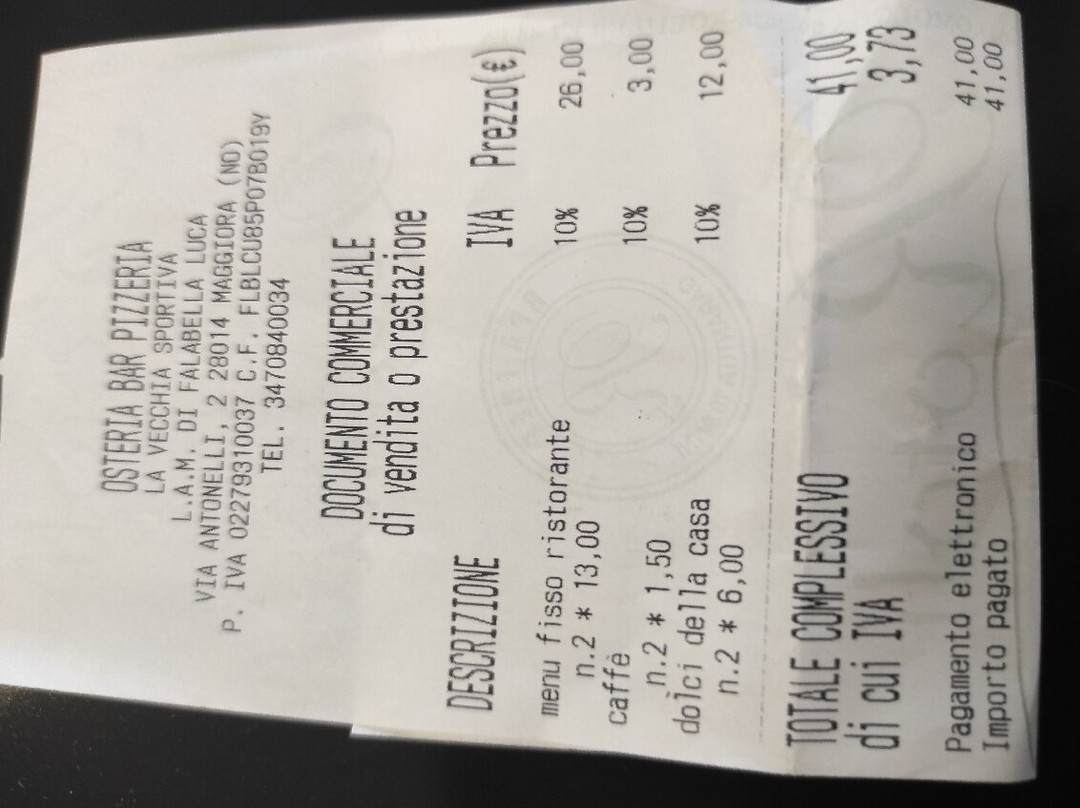 OSTERIA BAR PIZZERIA
LA VECCHIA SPORTIVA
L.A.M. DI FALABELLA LUCA
VIA ANTONELLI, 2 28014 MAGGIORA (NO)
P. IVA 02279310037 C.F. FLBLCU85P07B019Y
TEL. 3470840034
DOCUMENTO COMMERCIALE
di vendita o prestazione
DESCRIZIONE IVA Prezzo(€)
menu fisso ristorante 10% 26,00
n.2 * 13,00
caffè 10% 3,00
n.2 * 1,50
dolci della casa 10% 12,00
n.2 * 6,00
TOTALE COMPLESSIVO 41,00
di cui IVA 3,73
Pagamento elettronico 41,00
Importo pagato 41,00